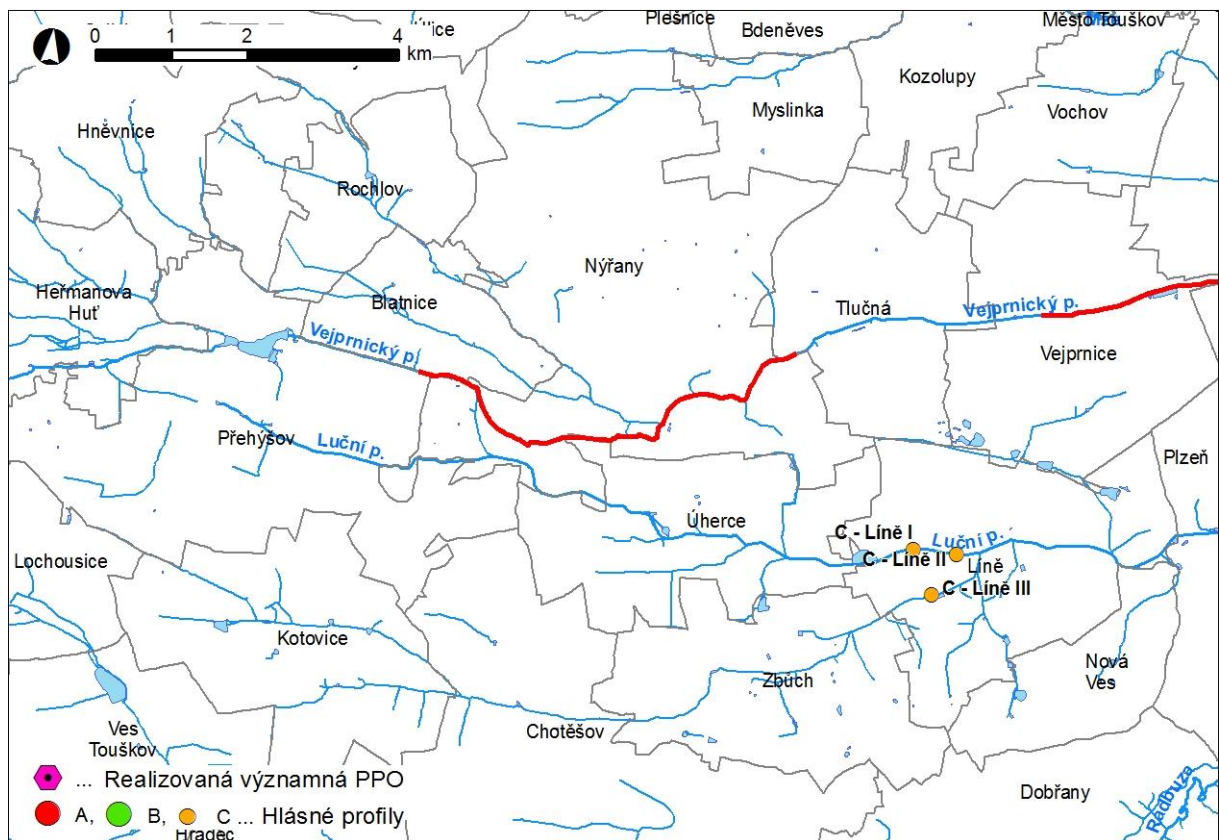 0 1 2 4
km
Plešnice
Město Touškov
Bdeněves
Kozolupy
Myslinka
Vochov
Hněvnice
Rochlov
Nýřany
Heřmanova
Huť
Blatnice
Tlučná
Vejprnický p.
Vejprnický p.
Vejprnice
Přehýšov
Luční p.
Plzeň
Úherce
C - Líně I
Luční p.
C - Líně II
Líně
C - Líně III
Lochousice
Kotovice
Zbůch
Nová
Ves
Ves
Touškov
Chotěšov
... Realizovaná významná PPO
Dobřany
Radbuza
A, B, C ... Hlásné profily
Hradec